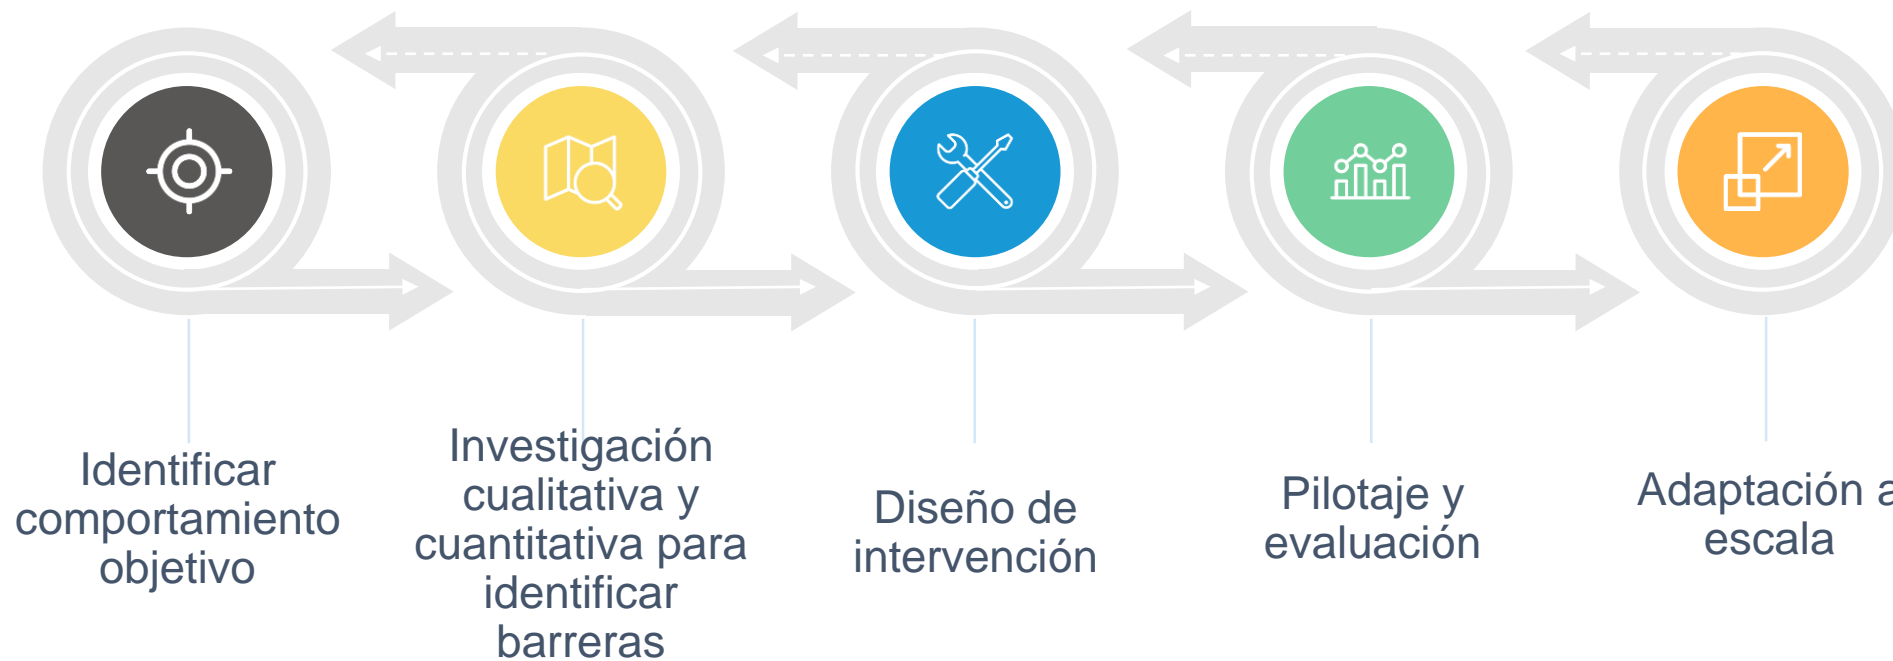 Identificar
comportamiento
objetivo
Investigación
cualitativa y
cuantitativa para
identificar
barreras
Diseño de
intervención
Pilotaje y
evaluación
Adaptación a
escala